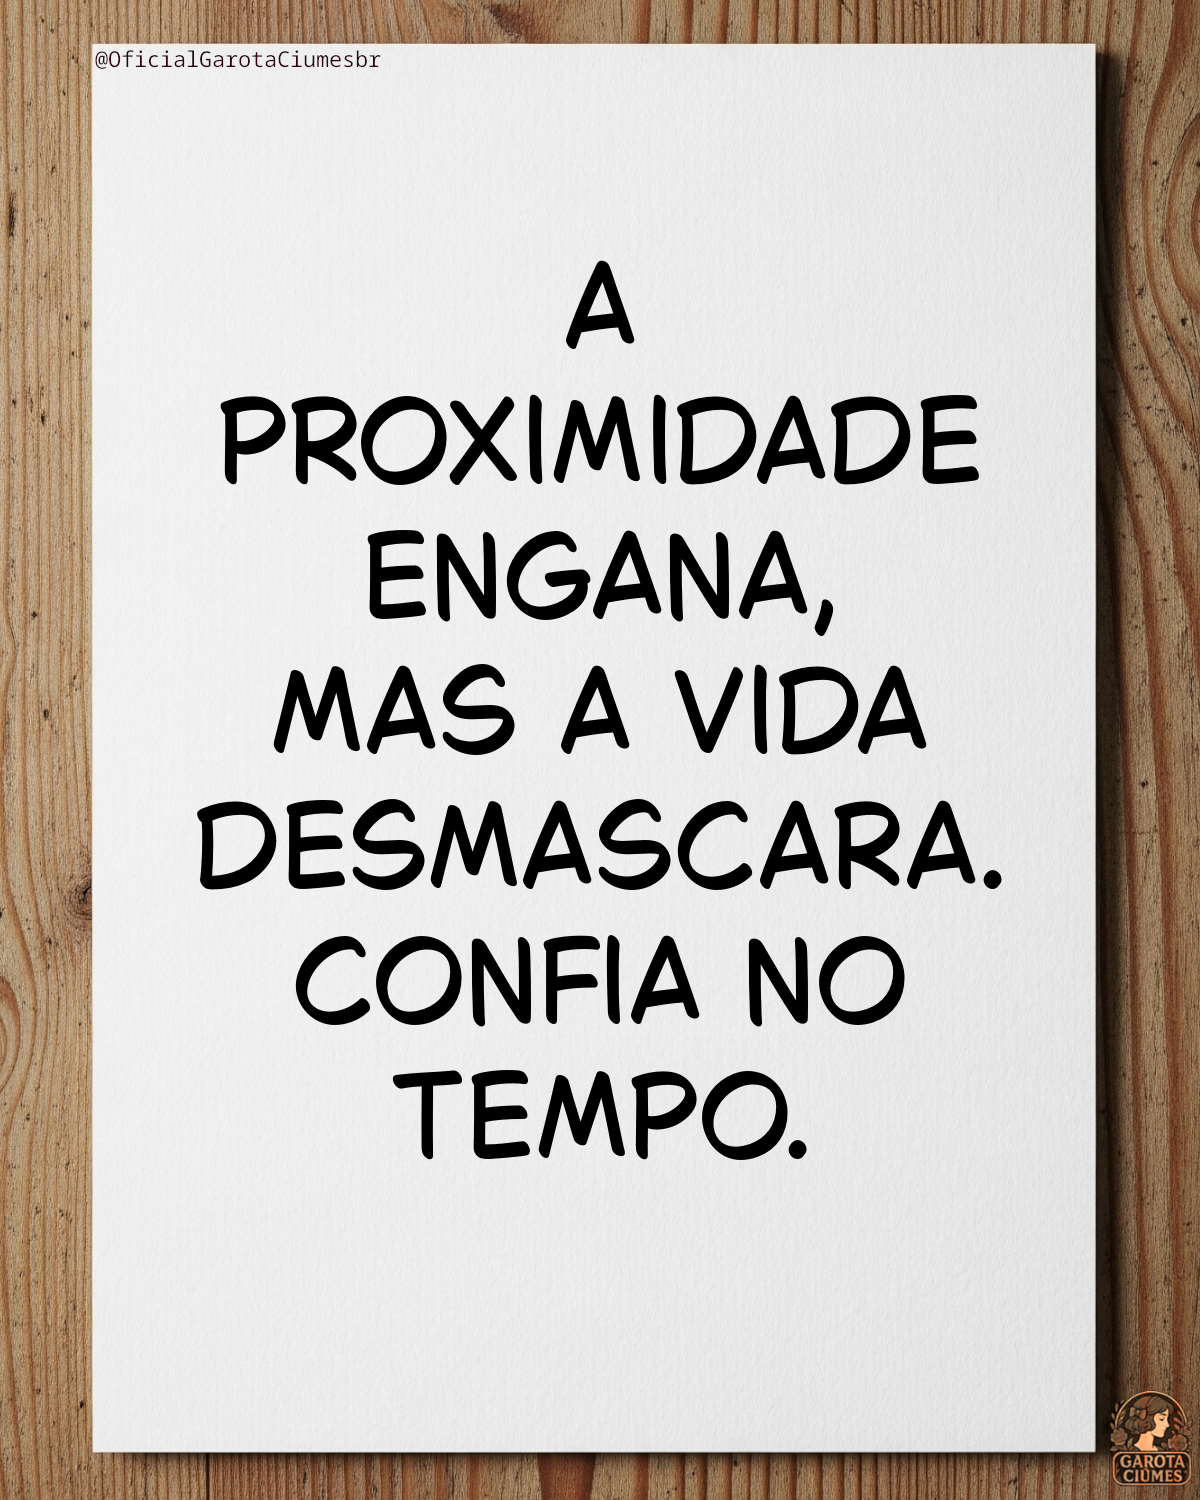 @OficialGarotaCiumesbr
A
PROXIMIDADE
ENGANA,
MAS A VIDA
DESMASCARA.
CONFIA NO
TEMPO.
GAROTA
CIÚMES